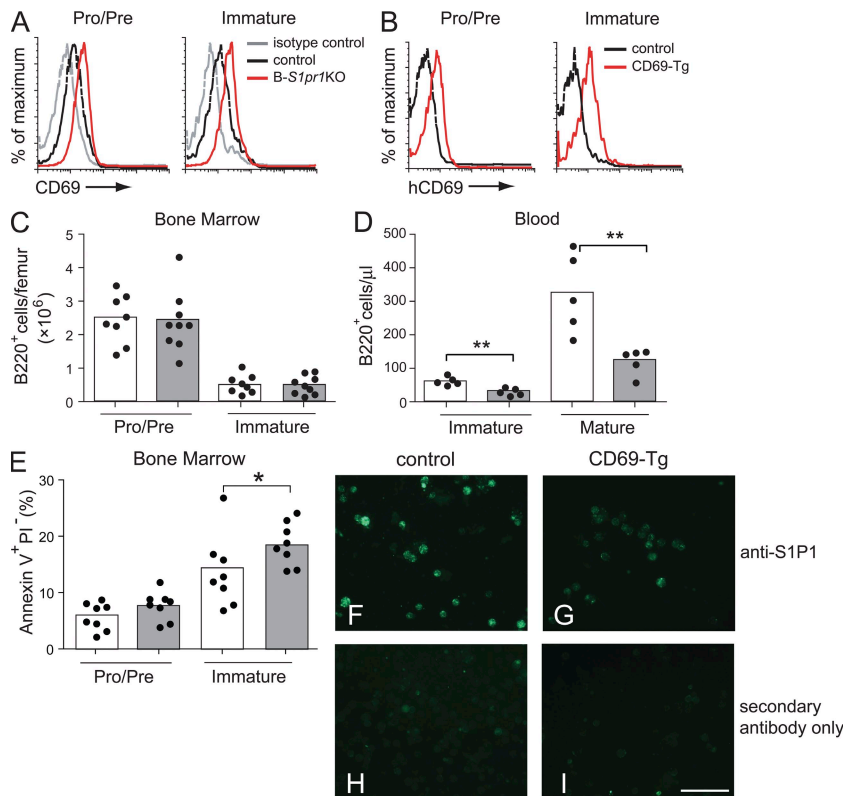 A
Pro/Pre
Immature
% of maximum
CD69
isotype control
control
B-S1pr1KO
B
Pro/Pre
Immature
% of maximum
hCD69
control
CD69-Tg
C
Bone Marrow
B220+ cells/femur
(×10^6)
5
4
3
2
1
0
Pro/Pre
Immature
D
Blood
B220+ cells/µl
500
400
300
200
100
0
**
**
Immature
Mature
E
Bone Marrow
Annexin V+ PI- (%)
30
20
10
0
*
Pro/Pre
Immature
control
CD69-Tg
F
G
anti-S1P1
H
I
secondary
antibody only